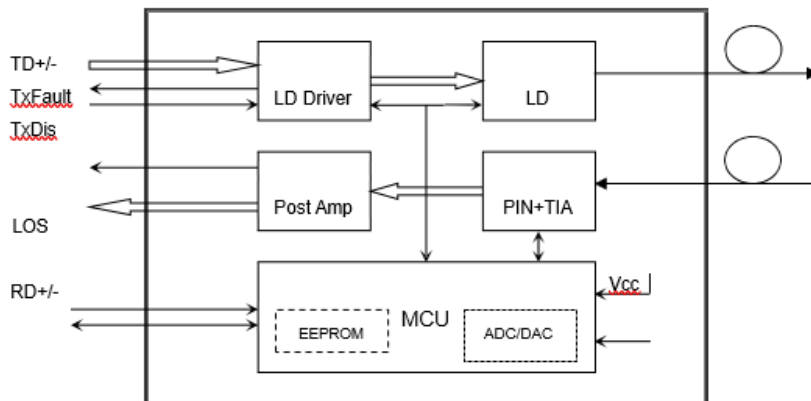 TD+/-
TxFault
TxDis
LD Driver
LD
Post Amp
PIN+TIA
LOS
RD+/-
Vcc
MCU
EEPROM
ADC/DAC